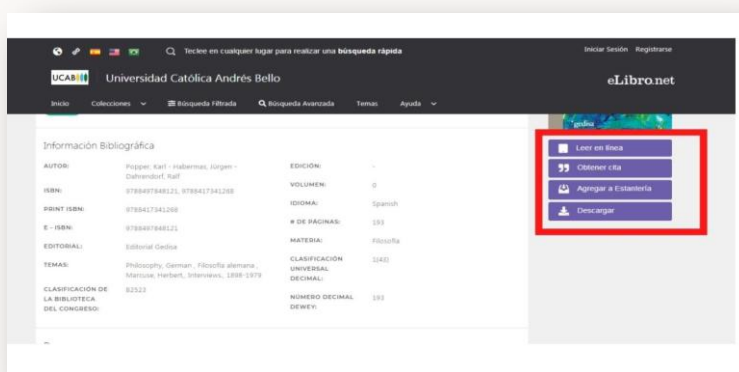 Teclee en cualquier lugar para realizar una búsqueda rápida
Iniciar Sesión Registrarse
UCAB
Universidad Católica Andrés Bello
eLibro.net
Inicio Colecciones Búsqueda Filtrada Búsqueda Avanzada Temas Ayuda
gedisa
Información Bibliográfica
AUTOR: Popper, Karl - Habermas, Jürgen -
Dahrendorf, Ralf
ISBN: 9788497848121, 9788417341268
PRINT ISBN: 9788417341268
E - ISBN: 9788497848121
EDITORIAL: Editorial Gedisa
TEMAS: Philosophy, German , Filosofía alemana ,
Marcuse, Herbert, Interviews, 1898-1979
CLASIFICACIÓN DE
LA BIBLIOTECA
DEL CONGRESO:
B2523
EDICIÓN: -
VOLUMEN: 0
IDIOMA: Spanish
# DE PÁGINAS: 193
MATERIA: Filosofía
CLASIFICACIÓN
UNIVERSAL
DECIMAL:
1(43)
NÚMERO DECIMAL
DEWEY:
193
Leer en línea
Obtener cita
Agregar a Estantería
Descargar